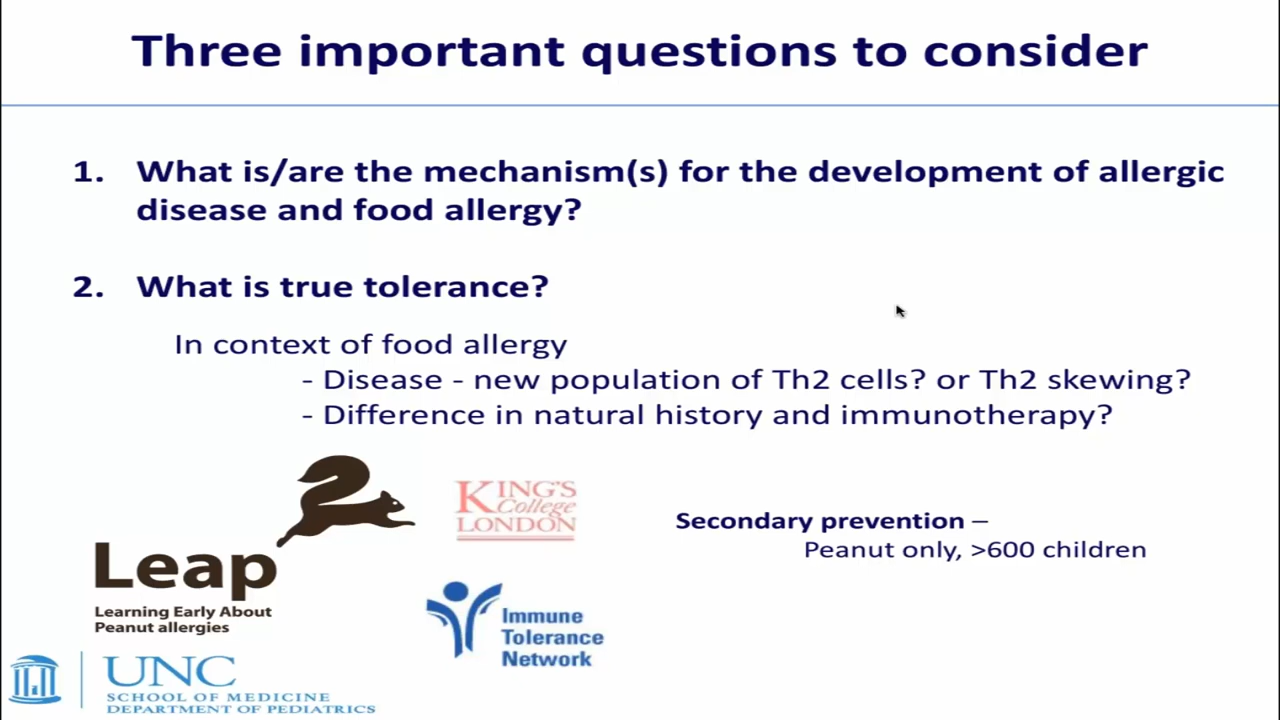 Three important questions to consider
1. What is/are the mechanism(s) for the development of allergic
disease and food allergy?
2. What is true tolerance?
In context of food allergy
- Disease - new population of Th2 cells? or Th2 skewing?
- Difference in natural history and immunotherapy?
Leap
Learning Early About
Peanut allergies
KING'S
College
LONDON
Immune
Tolerance
Network
Secondary prevention –
Peanut only, >600 children
UNC
SCHOOL OF MEDICINE
DEPARTMENT OF PEDIATRICS